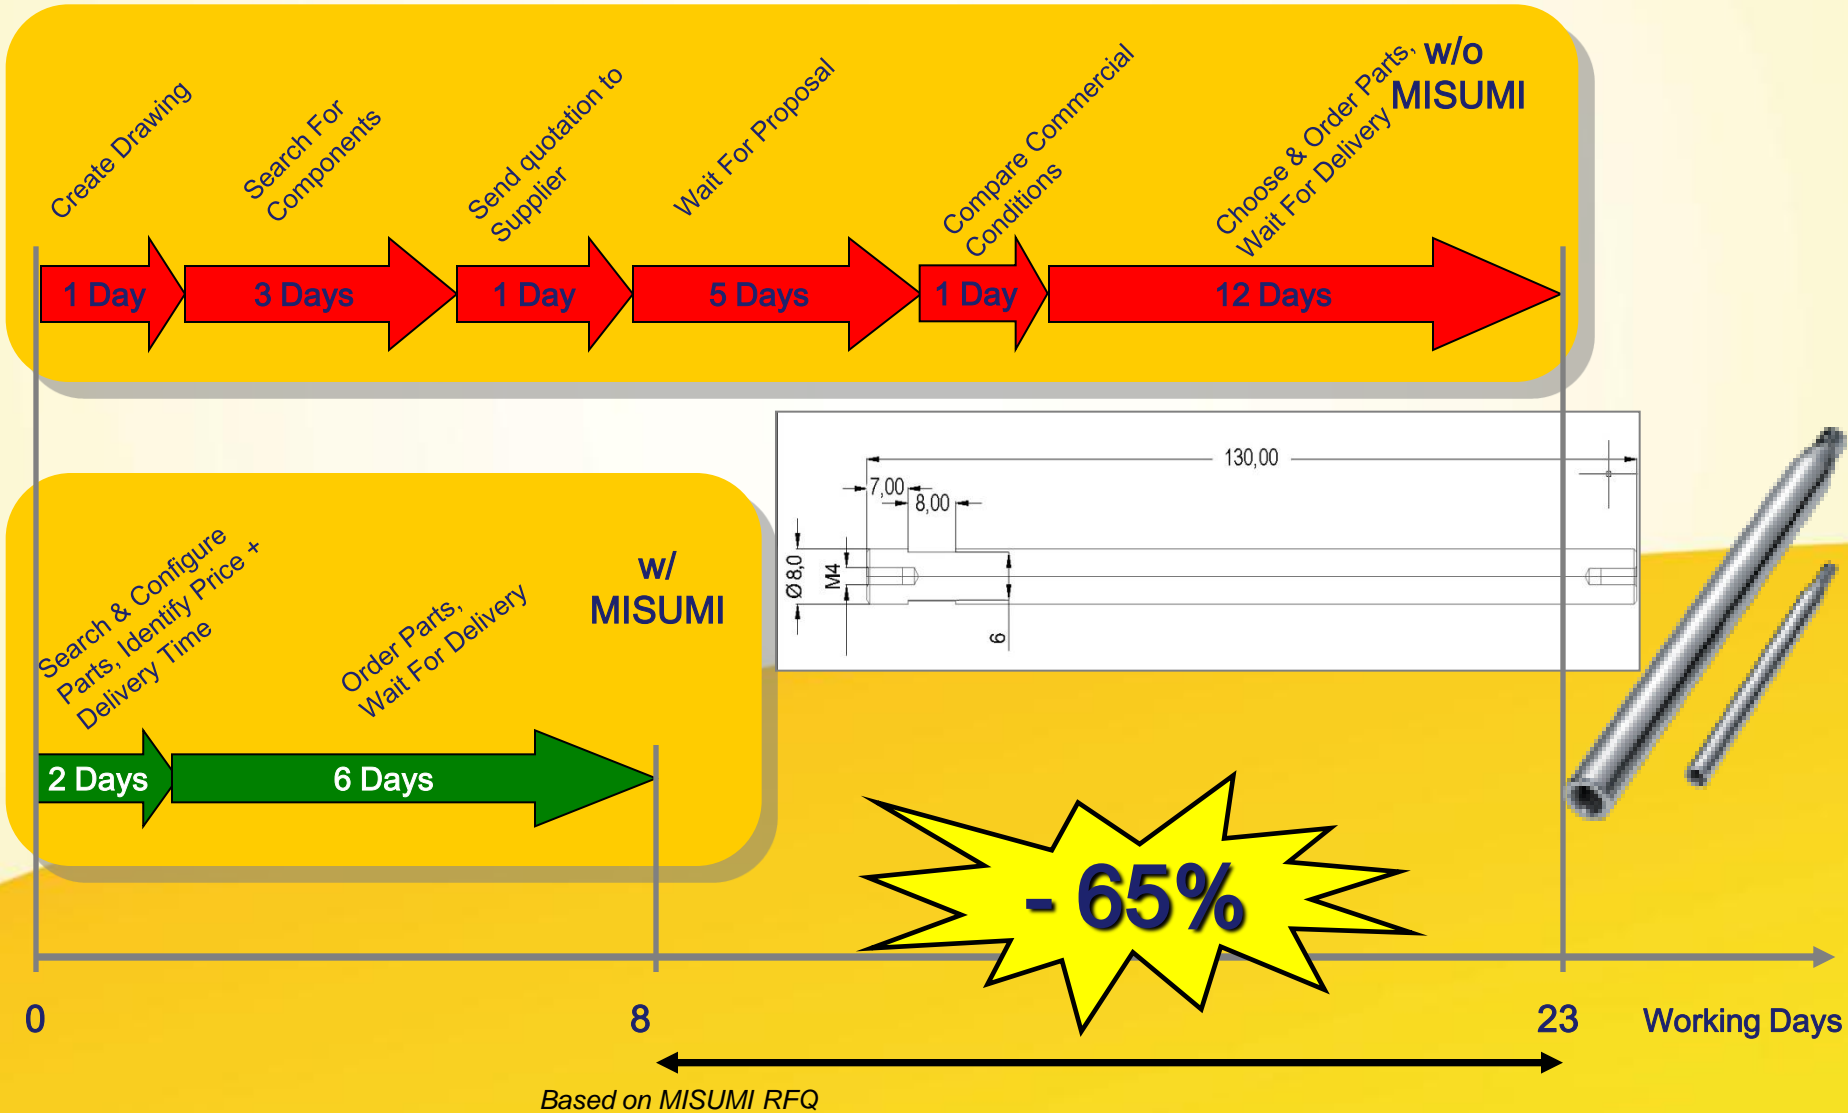 w/o
MISUMI
Create Drawing
Search For
Components
Send quotation to
Supplier
Wait For Proposal
Compare Commercial
Conditions
Choose & Order Parts,
Wait For Delivery
1 Day
3 Days
1 Day
5 Days
1 Day
12 Days
130,00
7,00
8,00
Ø8,0
M4
6
w/
MISUMI
Search & Configure
Parts, Identify Price +
Delivery Time
Order Parts,
Wait For Delivery
2 Days
6 Days
- 65%
0
8
23
Working Days
Based on MISUMI RFQ